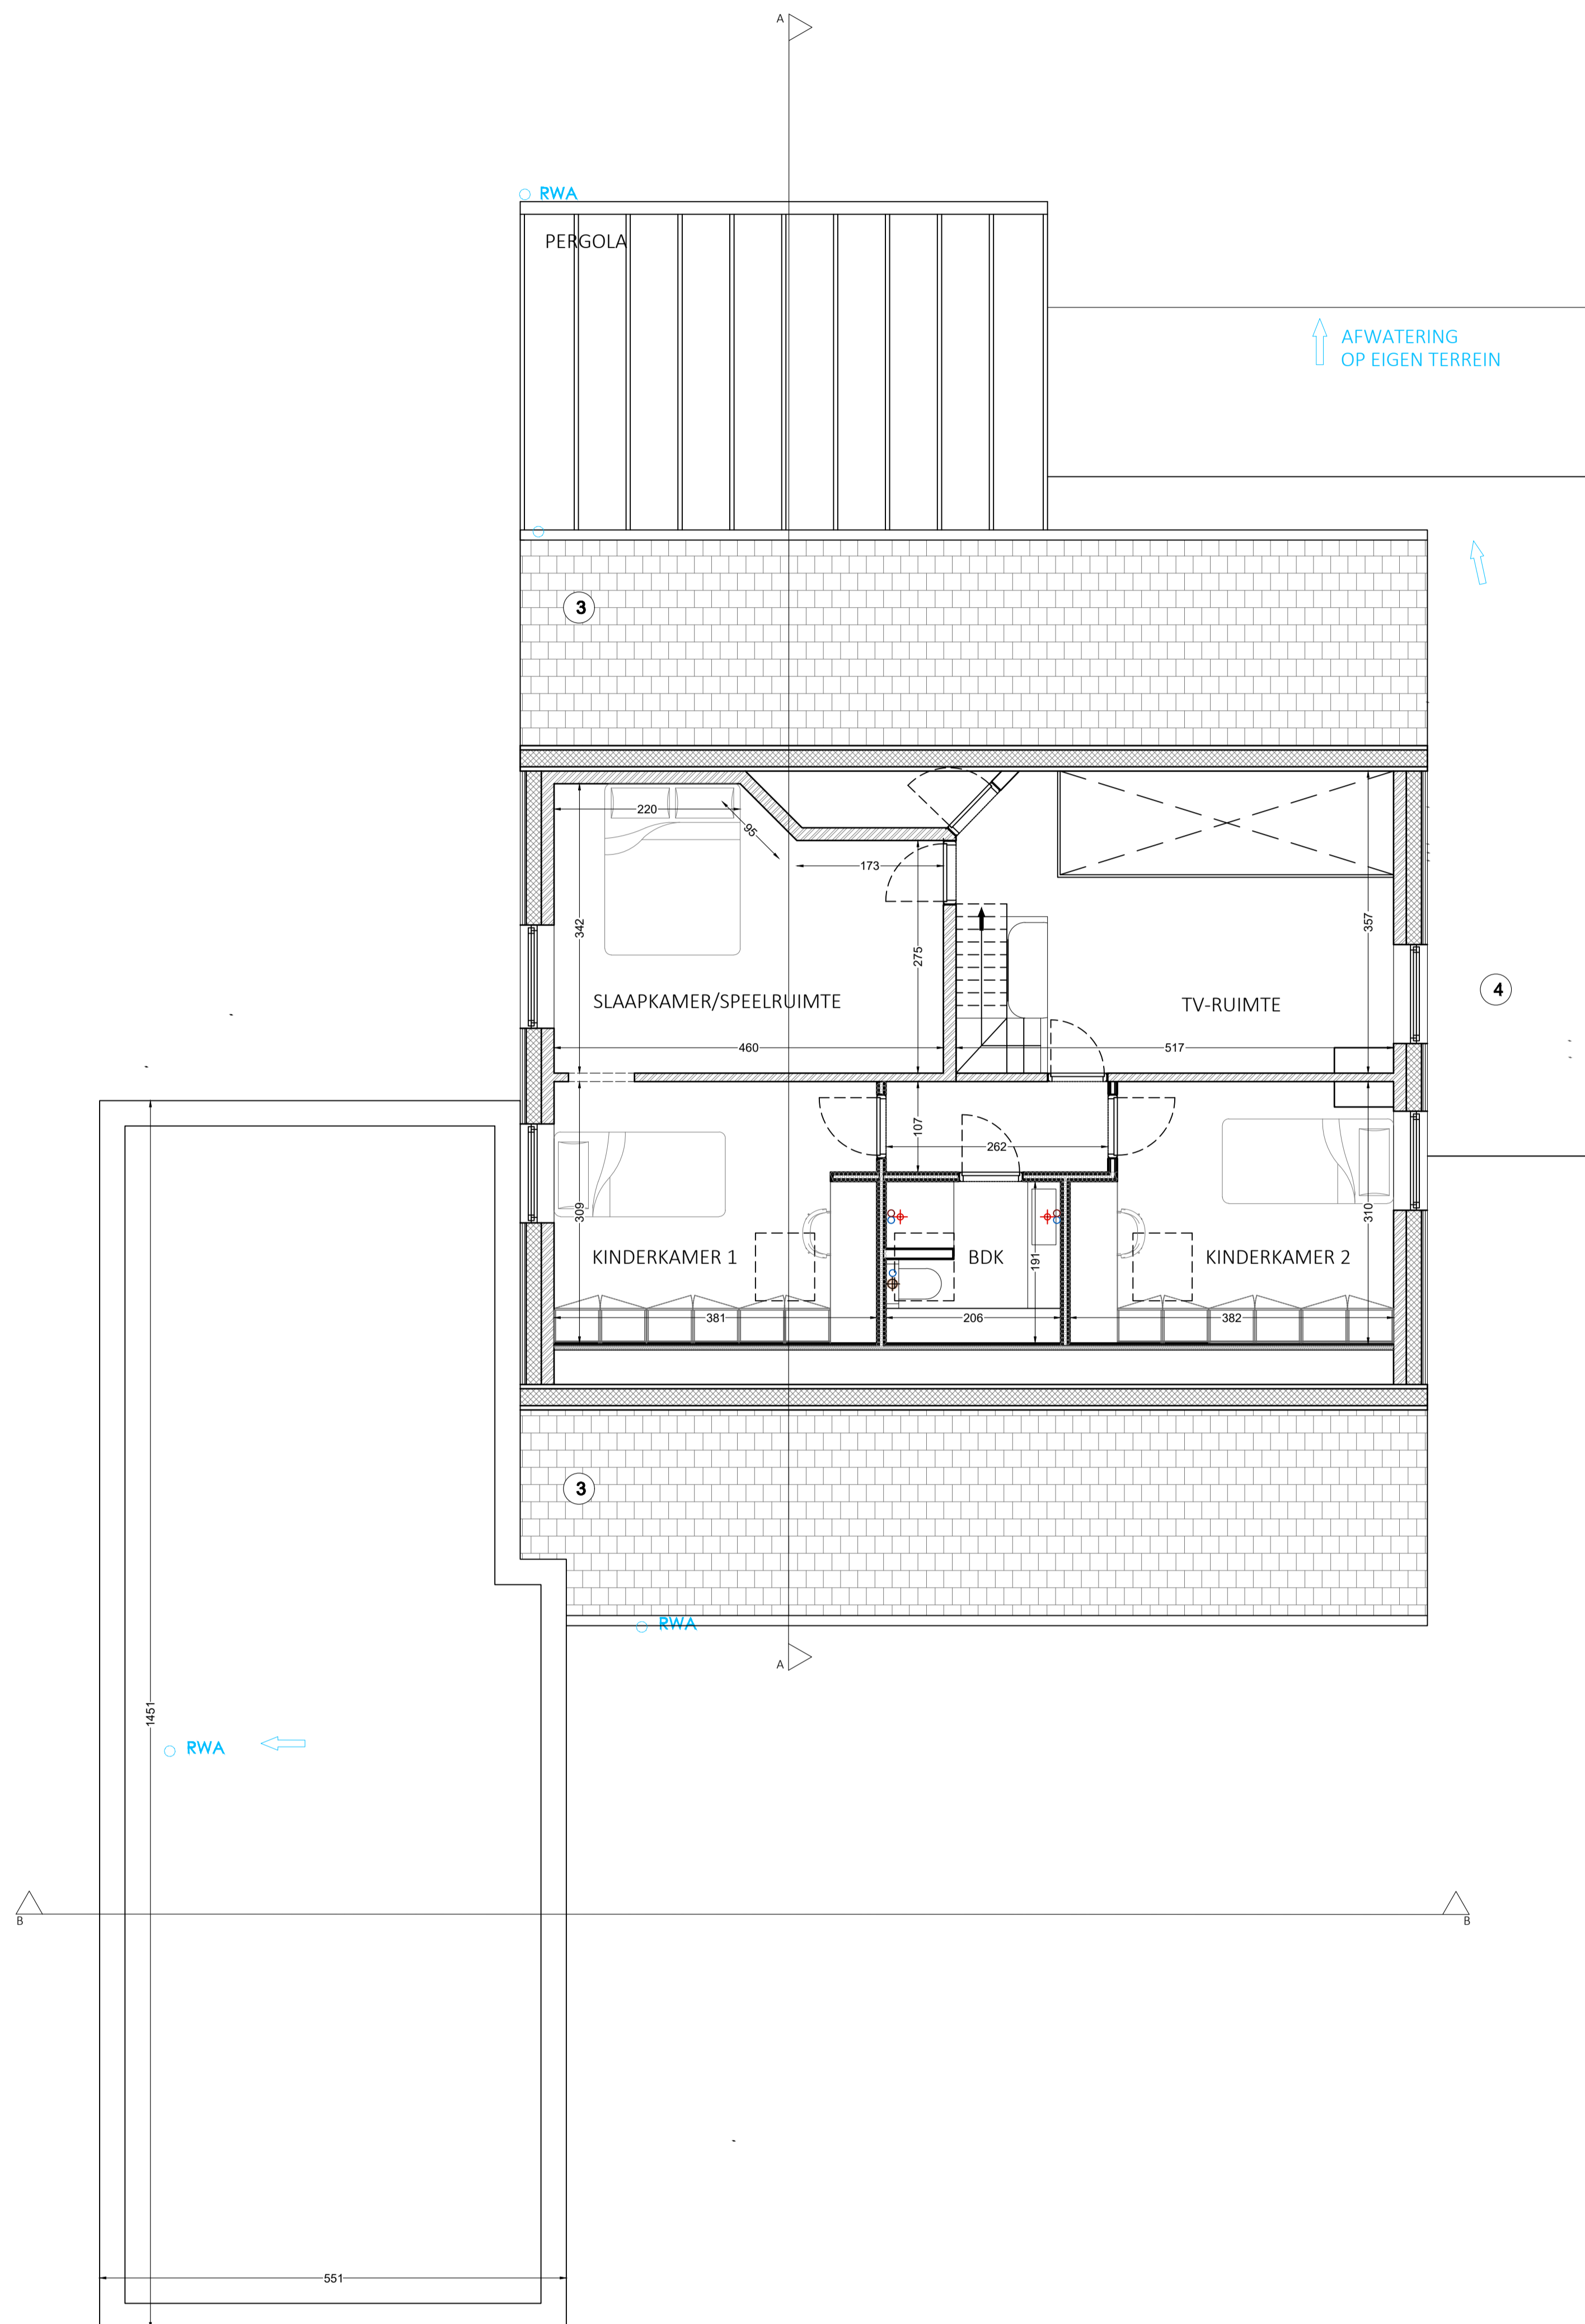 A
RWA
PERGOLA
AFWATERING
OP EIGEN TERREIN
3
220
95
173
342
275
357
4
SLAAPKAMER/SPEELRUIMTE
TV-RUIMTE
460
517
107
262
309
310
191
KINDERKAMER 1
BDK
KINDERKAMER 2
381
206
382
3
RWA
A
1451
RWA
B
B
551